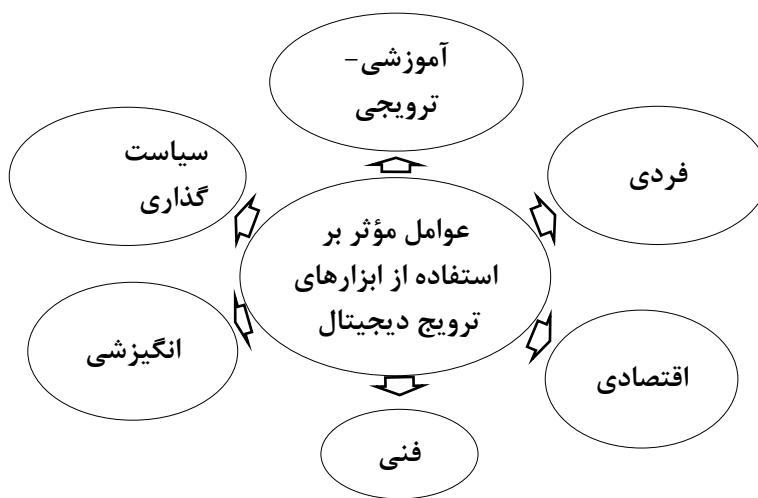 آموزشی-
ترویجی
سیاست
گذاری
فردی
عوامل مؤثر بر
استفاده از ابزارهای
ترویج دیجیتال
انگیزشی
اقتصادی
فنی